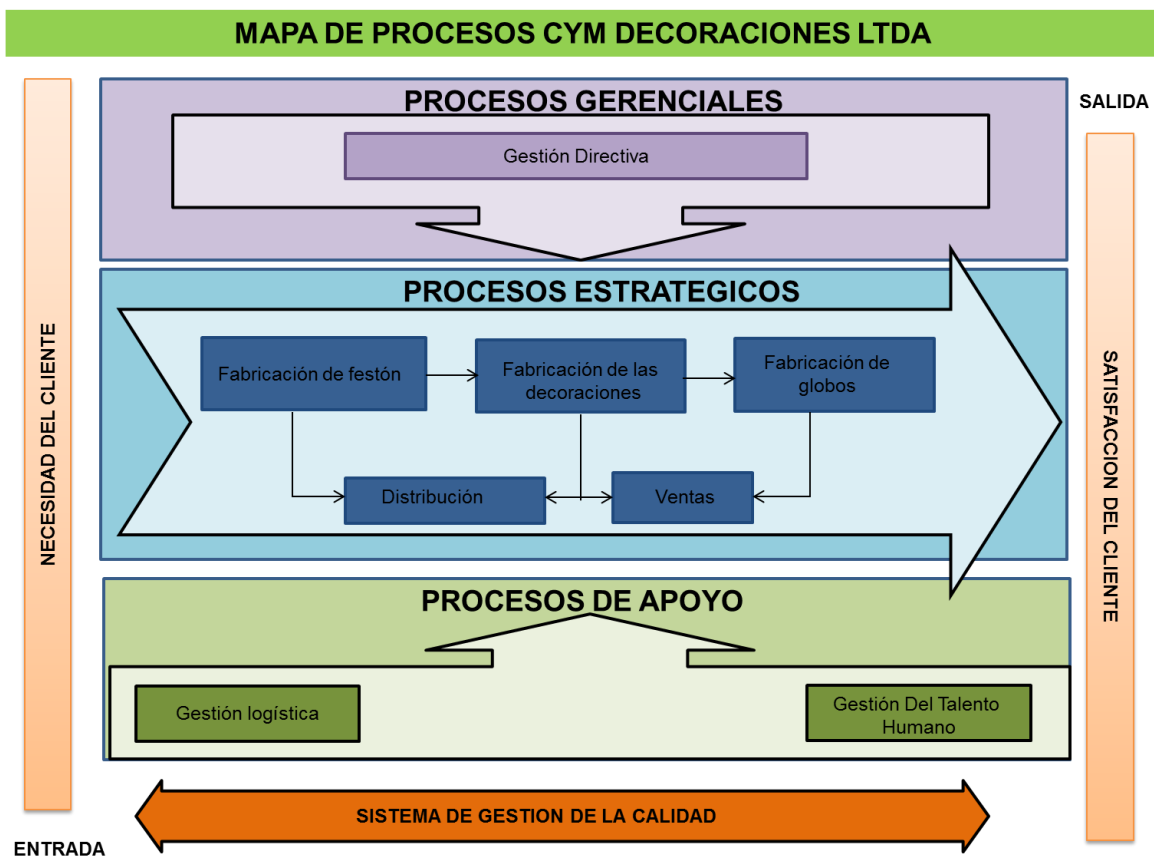 MAPA DE PROCESOS CYM DECORACIONES LTDA
PROCESOS GERENCIALES
SALIDA
Gestión Directiva
PROCESOS ESTRATEGICOS
NECESIDAD DEL CLIENTE
Fabricación de festón
Fabricación de las
decoraciones
Fabricación de
globos
SATISFACCION DEL CLIENTE
Distribución
Ventas
PROCESOS DE APOYO
Gestión logística
Gestión Del Talento
Humano
SISTEMA DE GESTION DE LA CALIDAD
ENTRADA